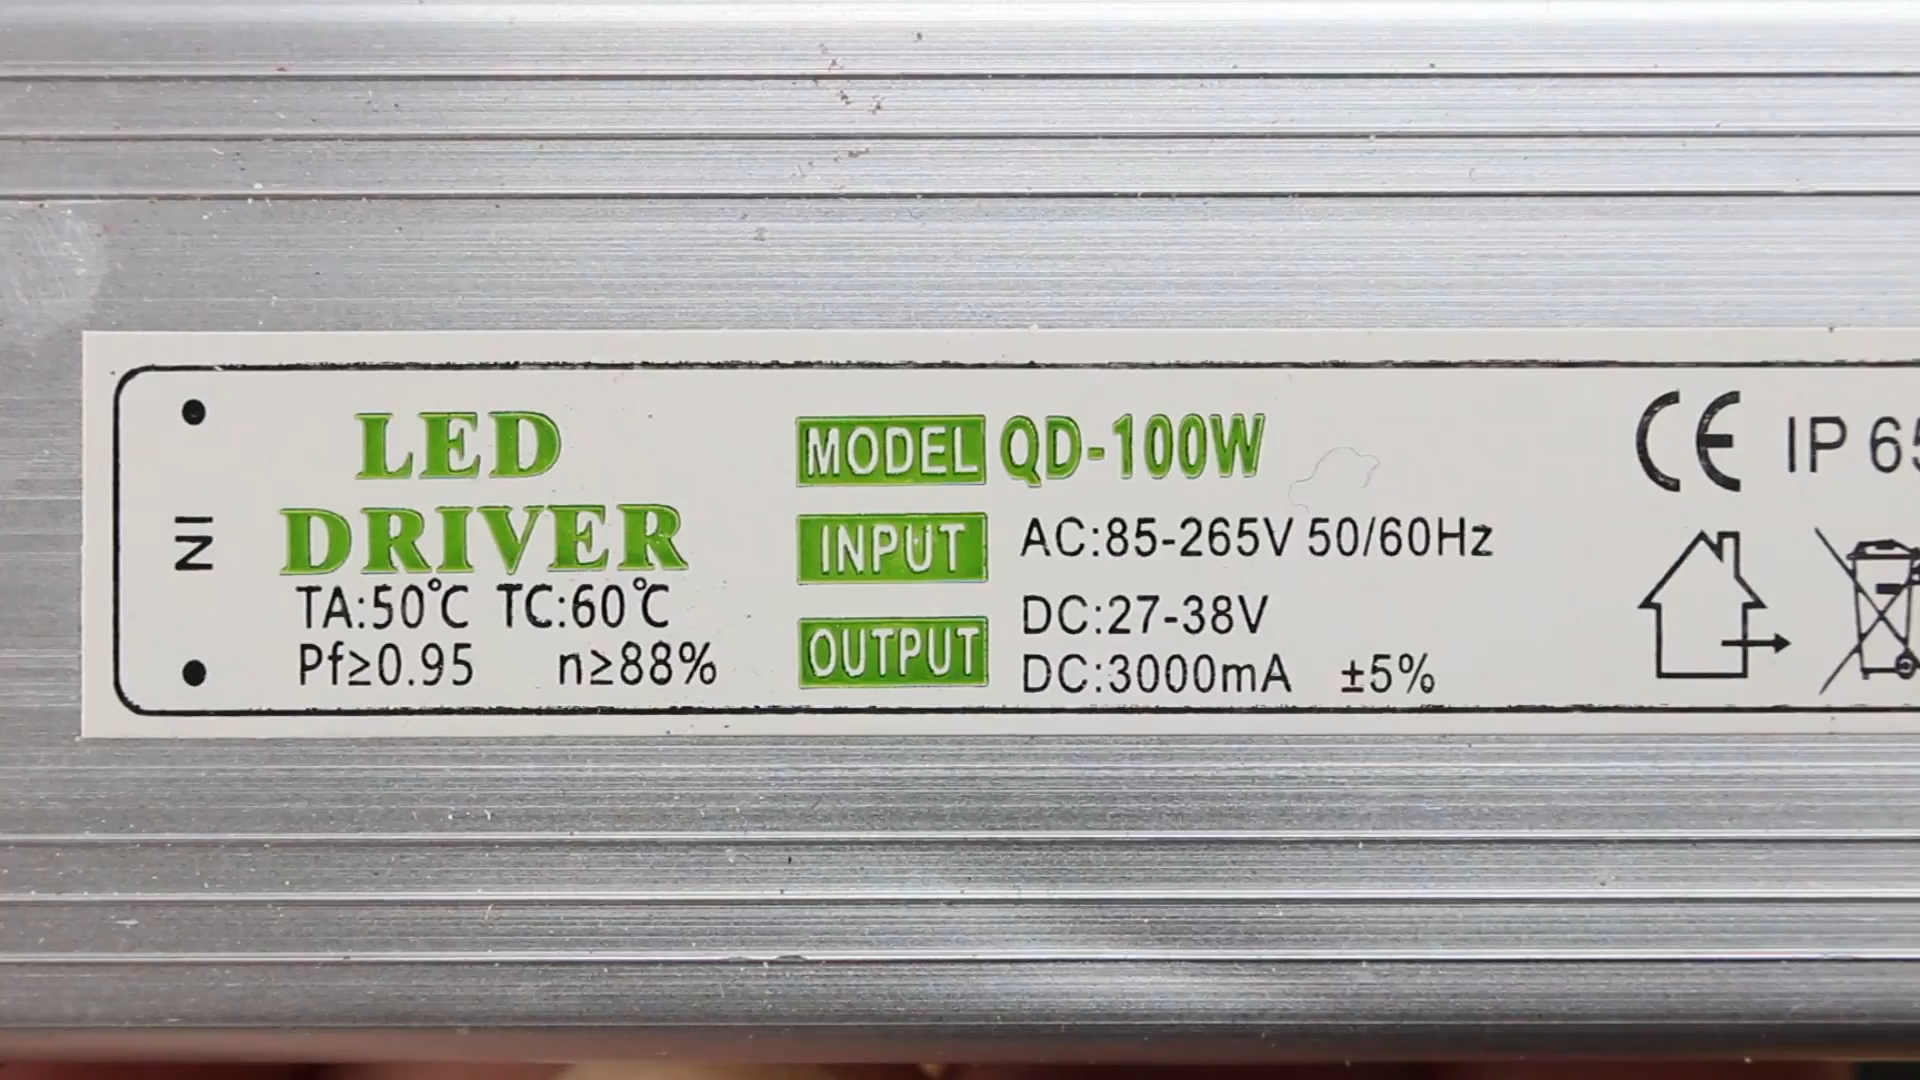 LED
DRIVER
TA:50℃ TC:60℃
Pf≥0.95 n≥88%
IN
MODEL QD-100W
INPUT AC:85-265V 50/60Hz
OUTPUT DC:27-38V
DC:3000mA ±5%
CE IP 65